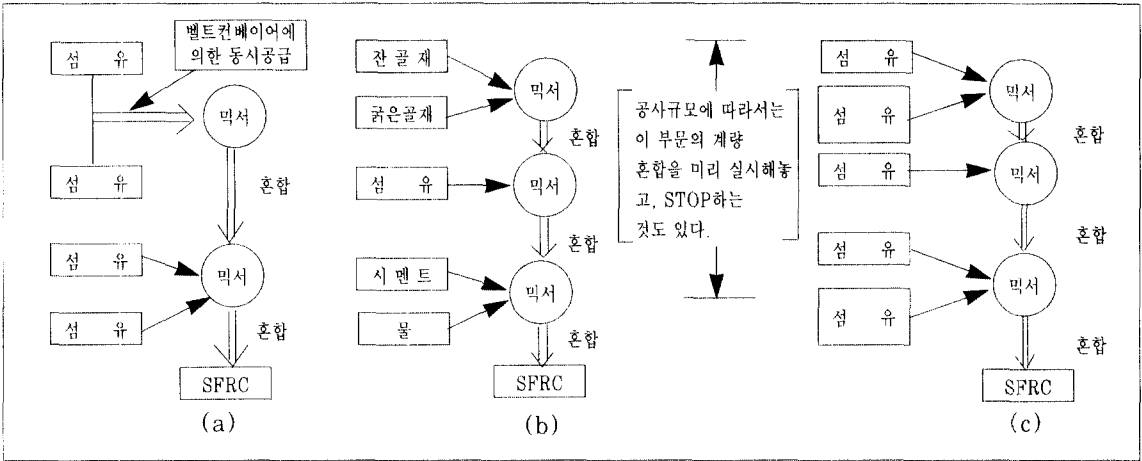 섬 유
벨트컨베이어에
의한 동시공급
믹서
섬 유
혼합
섬 유
믹서
섬 유
혼합
SFRC
(a)
잔 골 재
믹서
굵은골재
혼합
섬 유
믹서
혼합
시 멘 트
믹서
물
혼합
SFRC
(b)
공사규모에 따라서는
이 부문의 계량
혼합을 미리 실시해놓
고, STOP하는
것도 있다.
섬 유
믹서
섬 유
혼합
섬 유
믹서
혼합
섬 유
믹서
섬 유
혼합
SFRC
(c)